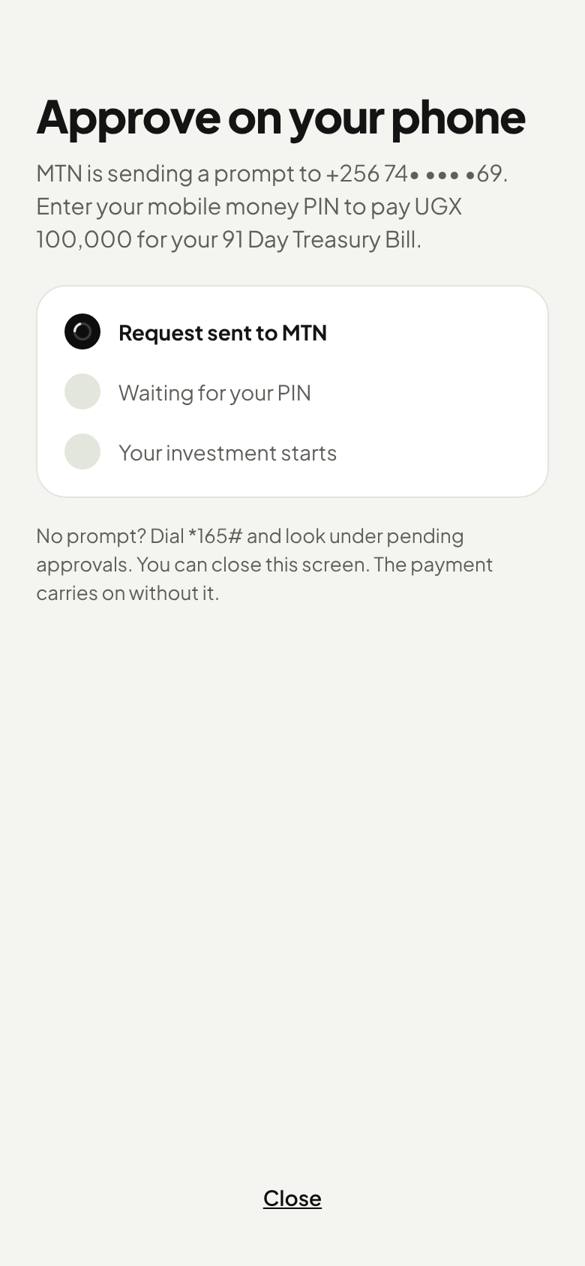 Approve on your phone
MTN is sending a prompt to +256 74• ••• •69.
Enter your mobile money PIN to pay UGX
100,000 for your 91 Day Treasury Bill.
Request sent to MTN
Waiting for your PIN
Your investment starts
No prompt? Dial *165# and look under pending
approvals. You can close this screen. The payment
carries on without it.
Close